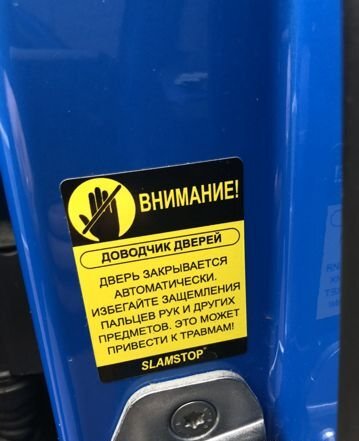 ВНИМАНИЕ!
ДОВОДЧИК ДВЕРЕЙ
ДВЕРЬ ЗАКРЫВАЕТСЯ
АВТОМАТИЧЕСКИ.
ИЗБЕГАЙТЕ ЗАЩЕМЛЕНИЯ
ПАЛЬЦЕВ РУК И ДРУГИХ
ПРЕДМЕТОВ. ЭТО МОЖЕТ
ПРИВЕСТИ К ТРАВМАМ!
SLAMSTOP